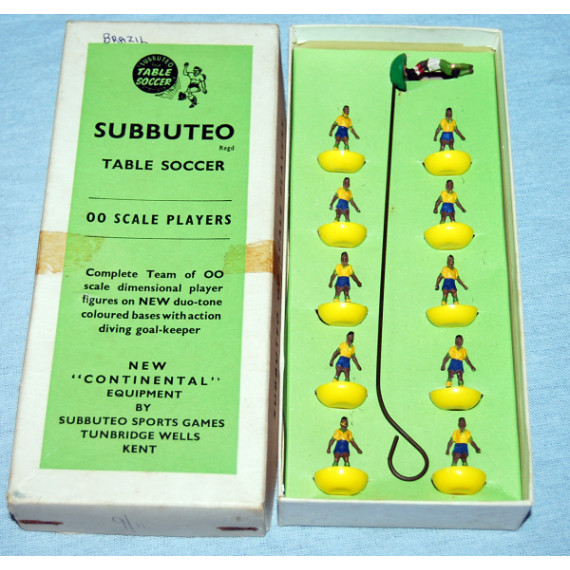 BRAZIL
SUBBUTEO
TABLE
SOCCER
SUBBUTEO
Regd
TABLE SOCCER
OO SCALE PLAYERS
Complete Team of OO
scale dimensional player
figures on NEW duo-tone
coloured bases with action
diving goal-keeper
NEW
"CONTINENTAL"
EQUIPMENT
BY
SUBBUTEO SPORTS GAMES
TUNBRIDGE WELLS
KENT